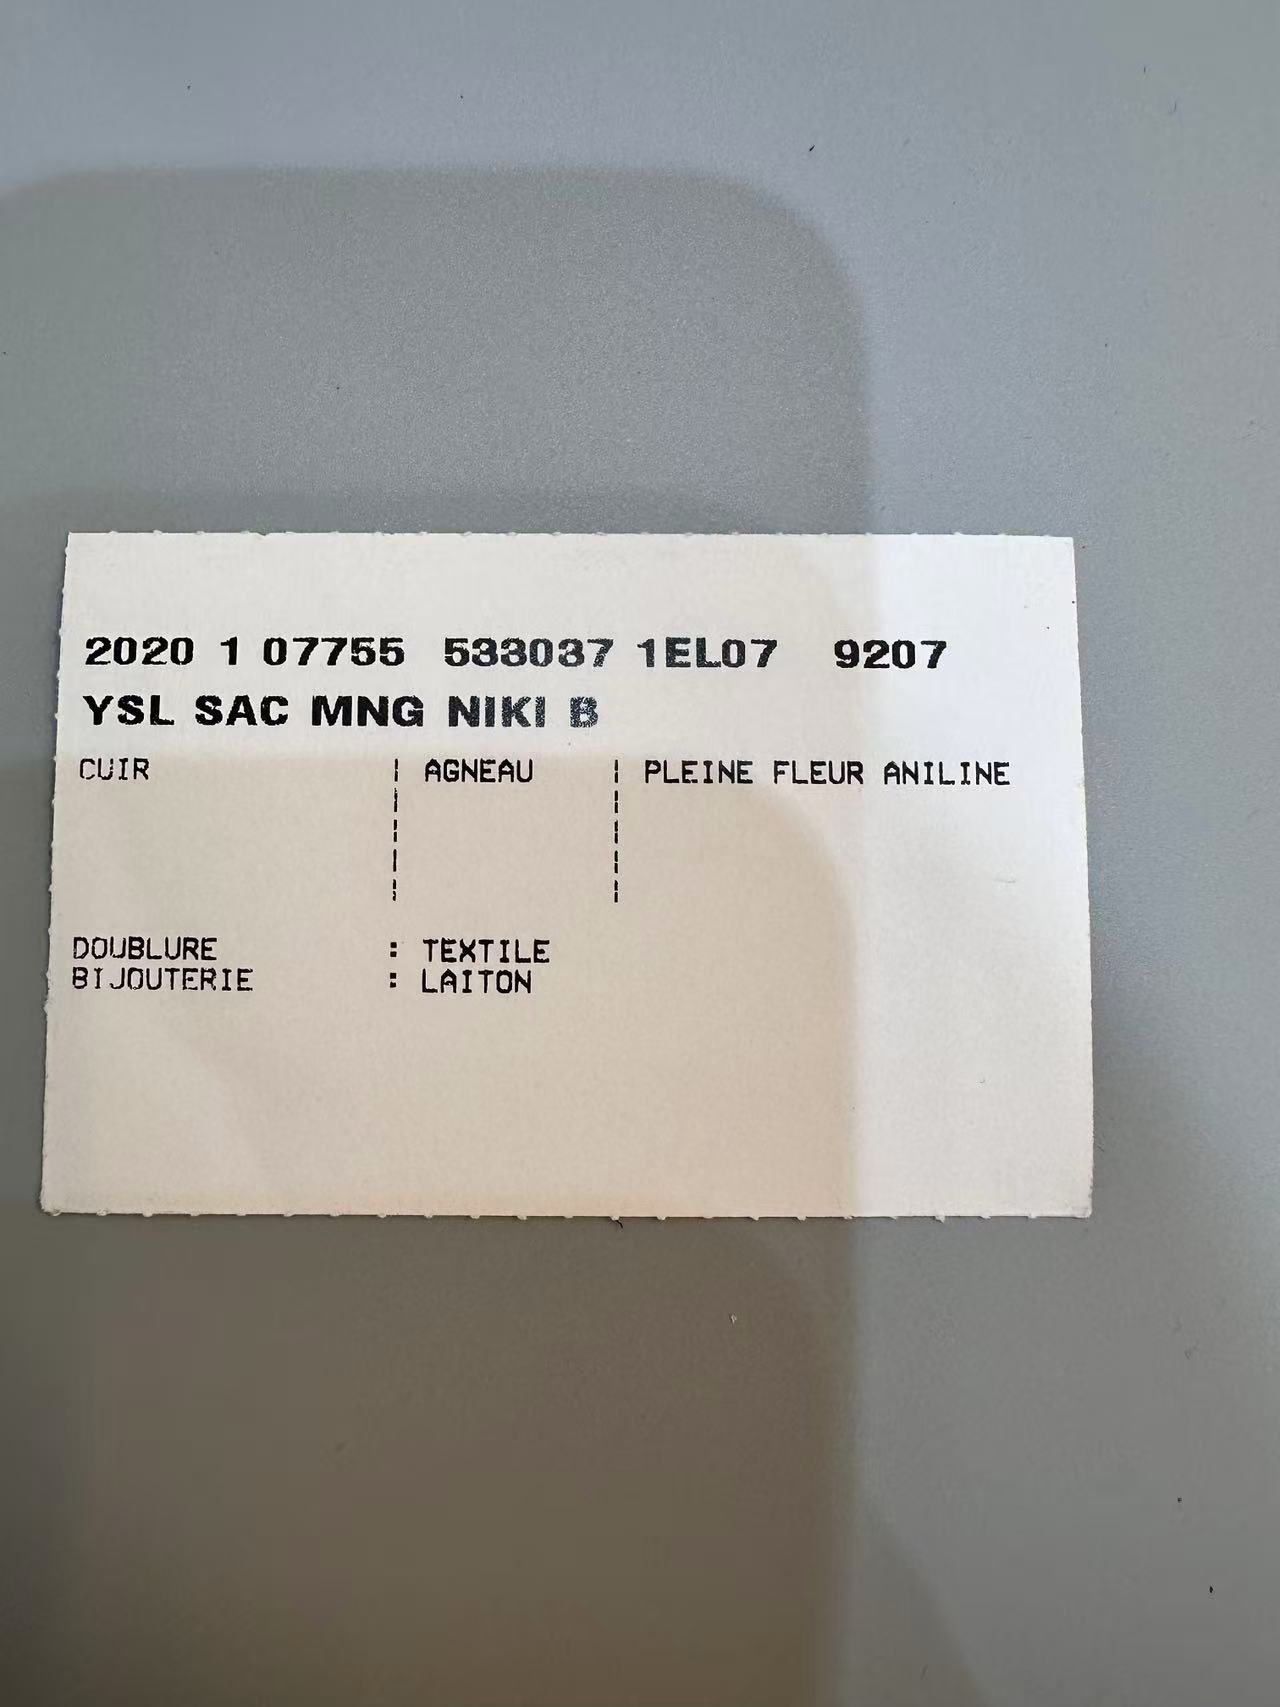 2020 1 07755 533037 1EL07 9207
YSL SAC MNG NIKI B
CUIR ¦ AGNEAU ¦ PLEINE FLEUR ANILINE
DOUBLURE : TEXTILE
BIJOUTERIE : LAITON